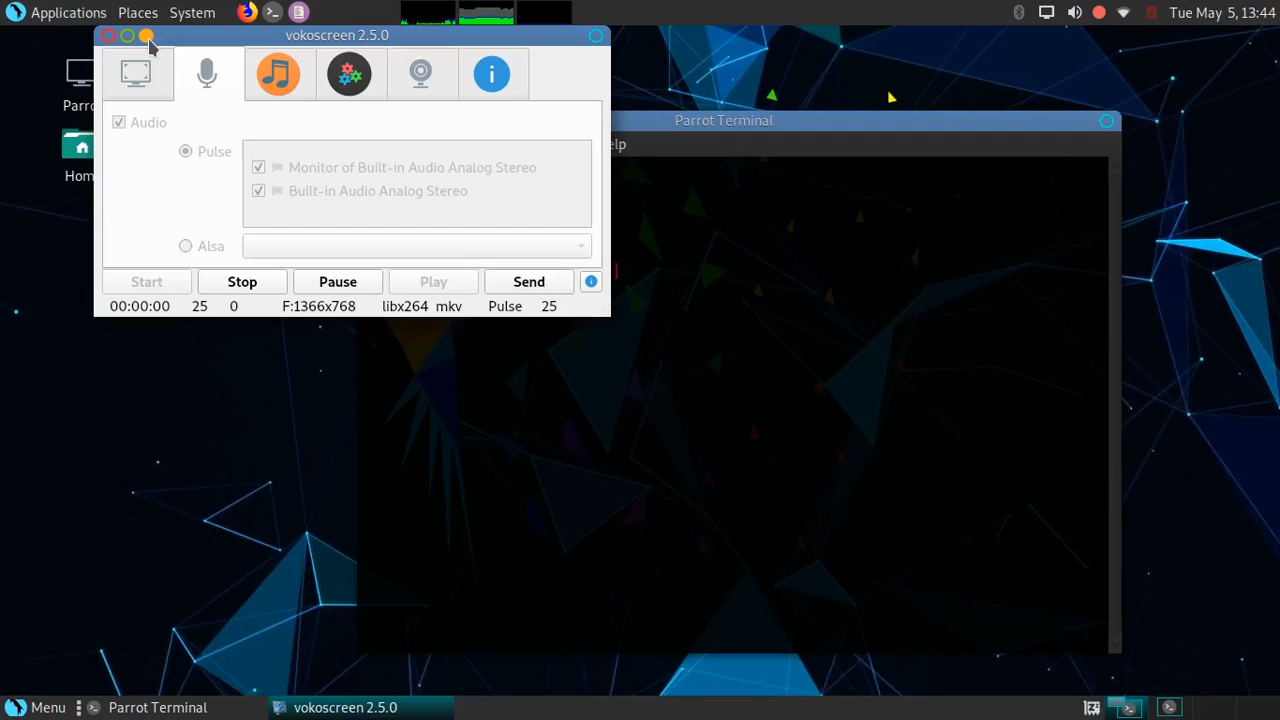 Applications Places System
Tue May 5, 13:44
vokoscreen 2.5.0
Parrot Terminal
elp
Parro
Hom
Audio
Pulse
Monitor of Built-in Audio Analog Stereo
Built-in Audio Analog Stereo
Alsa
Start Stop Pause Play Send
00:00:00 25 0 F:1366x768 libx264 mkv Pulse 25
Menu Parrot Terminal vokoscreen 2.5.0